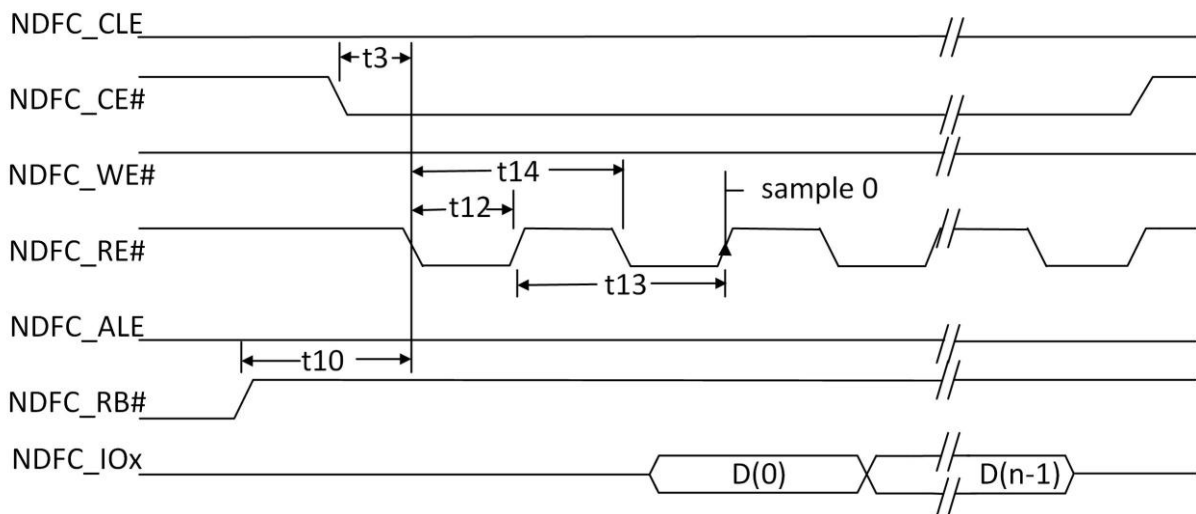 NDFC_CLE
t3
NDFC_CE#
NDFC_WE#
t14
sample 0
t12
NDFC_RE#
t13
NDFC_ALE
t10
NDFC_RB#
NDFC_IOx
D(0)
D(n-1)